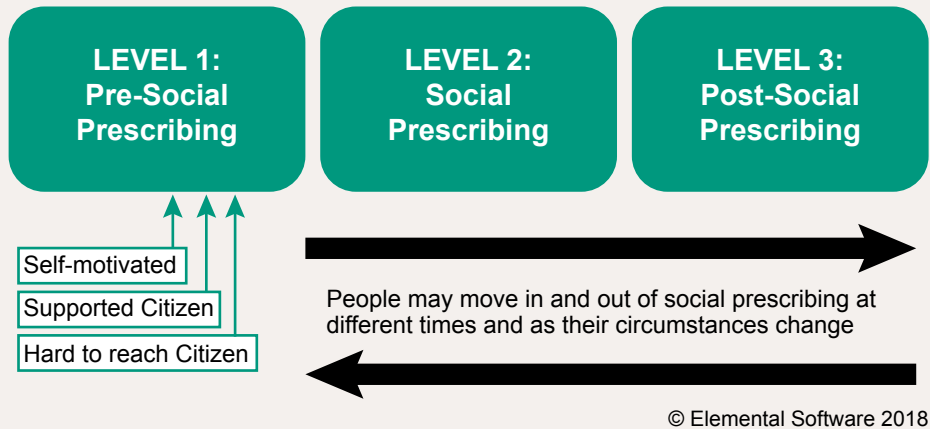 LEVEL 1:
Pre-Social
Prescribing
LEVEL 2:
Social
Prescribing
LEVEL 3:
Post-Social
Prescribing
Self-motivated
Supported Citizen
Hard to reach Citizen
People may move in and out of social prescribing at
different times and as their circumstances change
© Elemental Software 2018